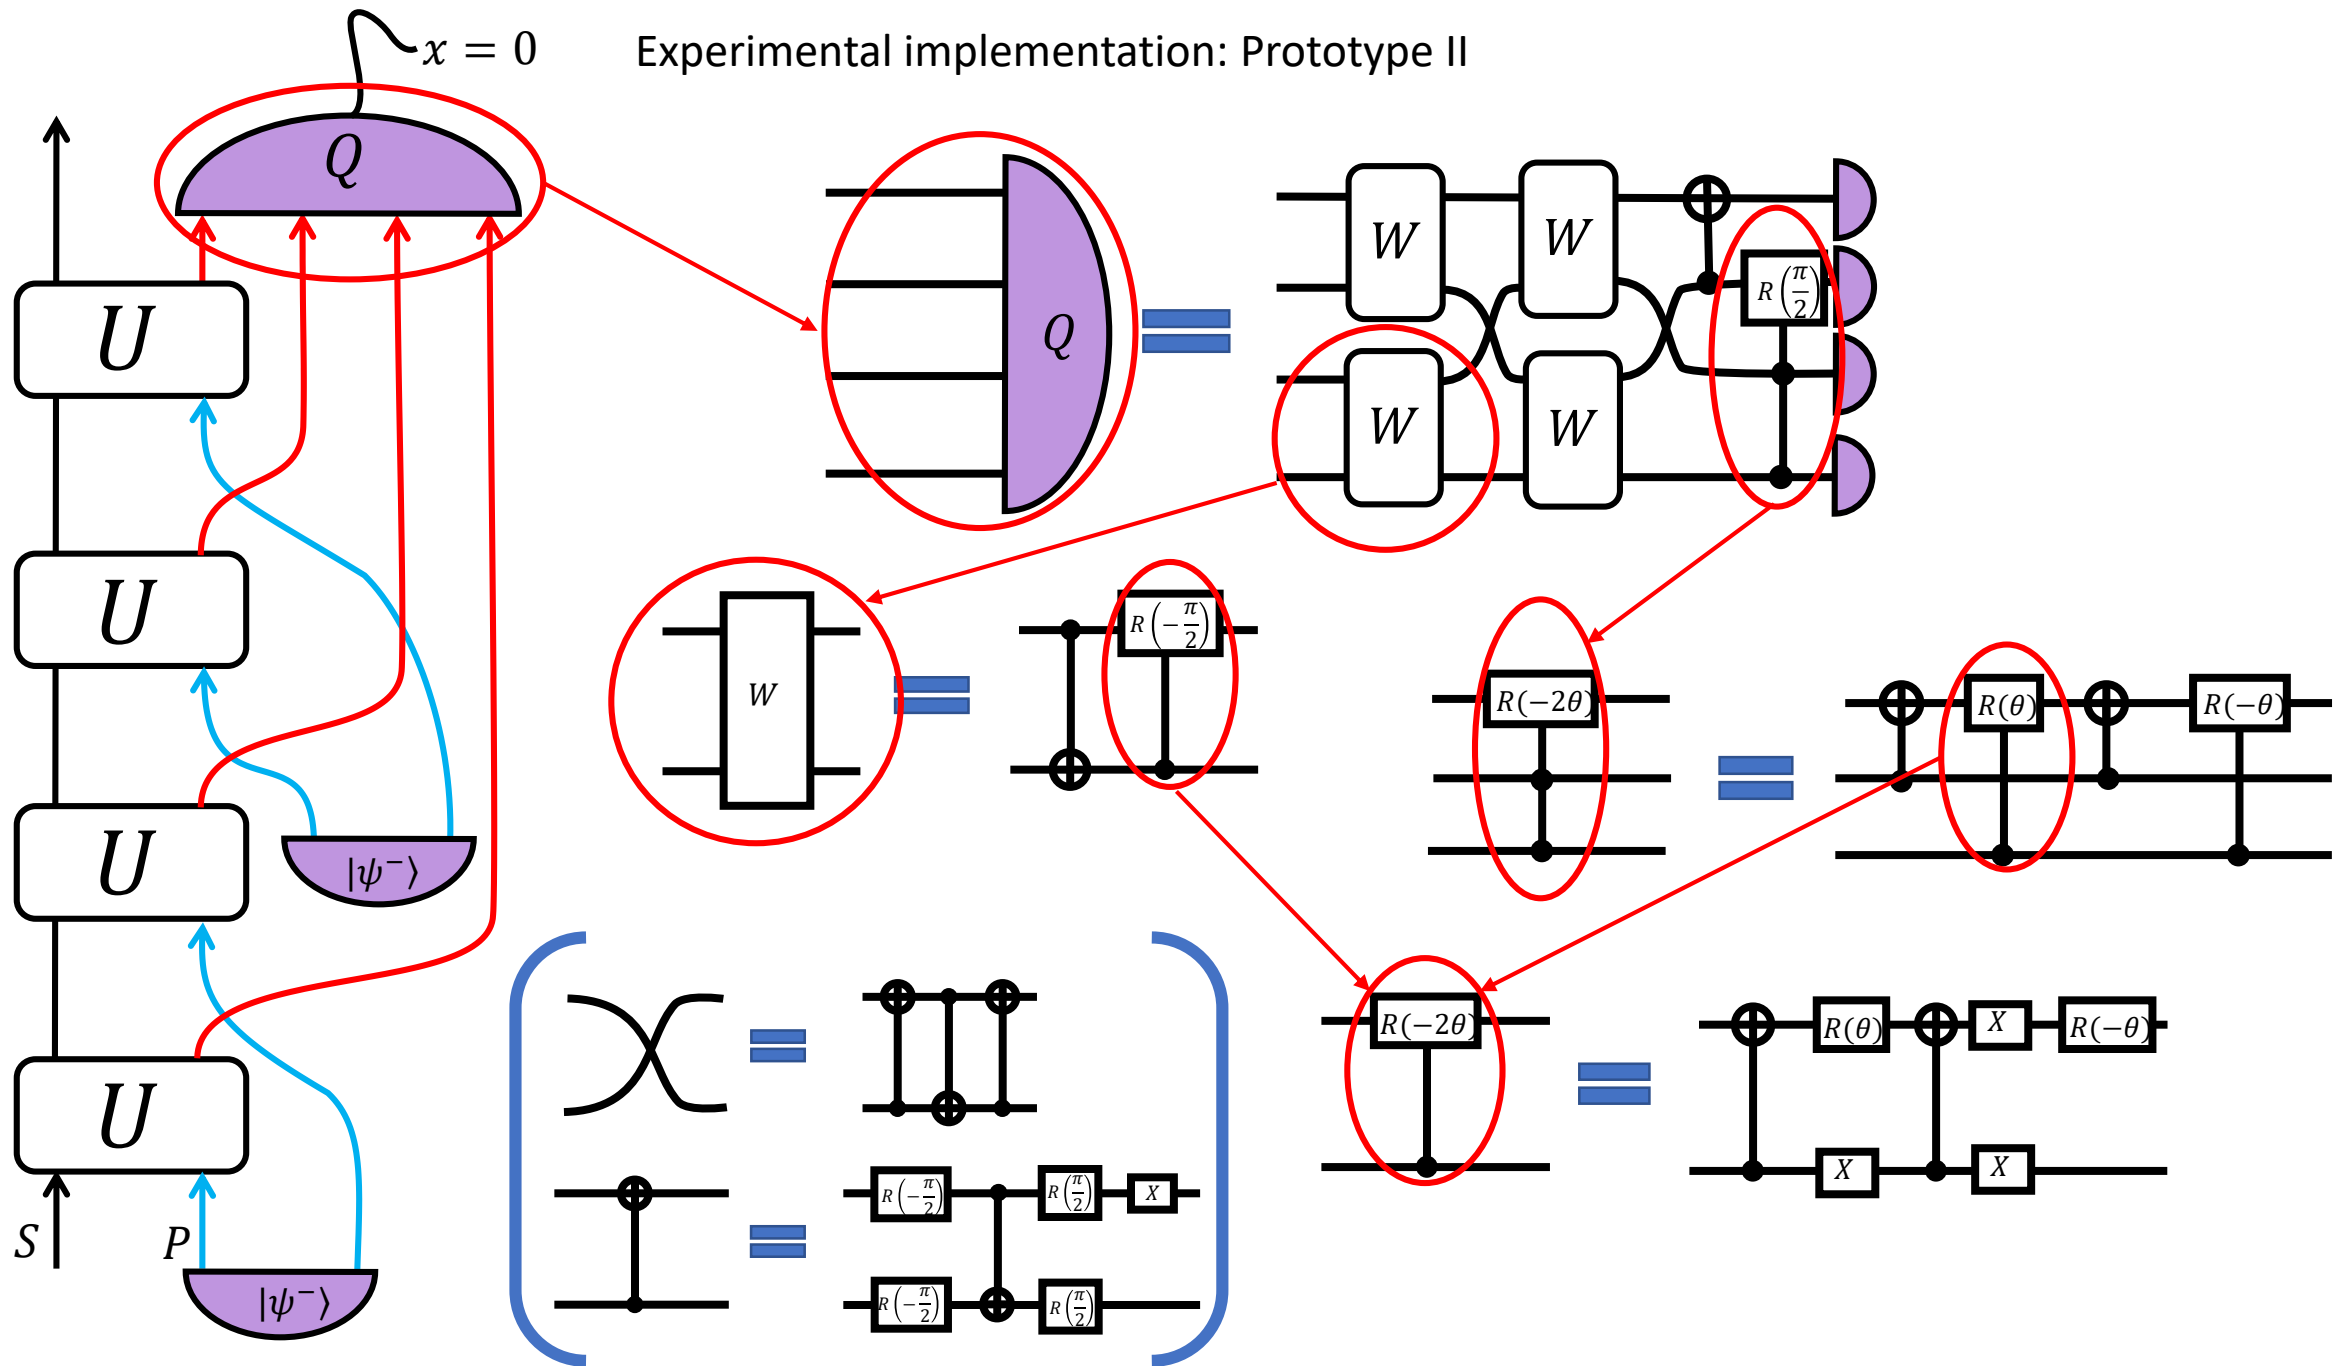 x = 0
Experimental implementation: Prototype II
Q
U
U
U
U
|ψ⁻⟩
|ψ⁻⟩
S
P
Q
W
W
W
W
R(π/2)
W
R(−π/2)
R(−2θ)
R(θ)
R(−θ)
R(−2θ)
R(θ)
X
R(−θ)
X
X
R(−π/2)
R(π/2)
X
R(−π/2)
R(π/2)